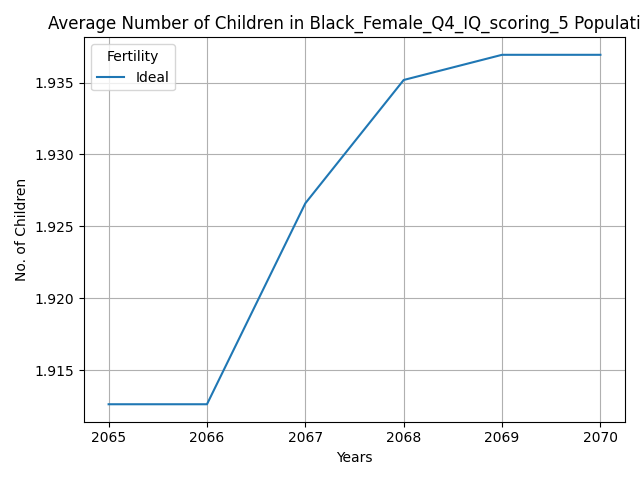 Average Number of Children in Black_Female_Q4_IQ_scoring_5 Populati
Fertility
Ideal
No. of Children
1.935
1.930
1.925
1.920
1.915
2065 2066 2067 2068 2069 2070
Years